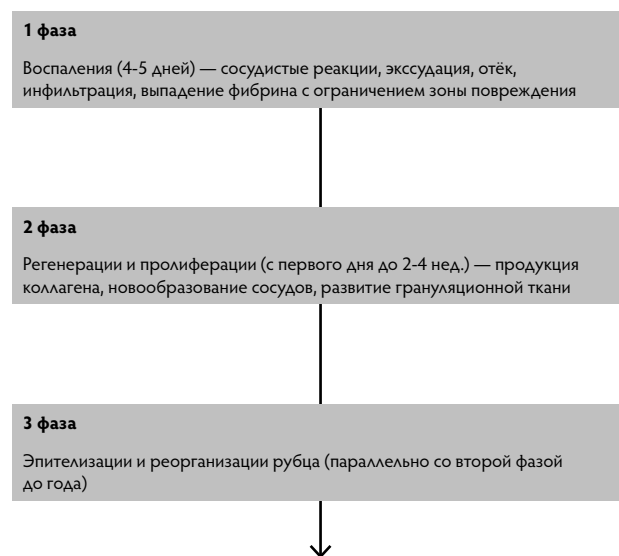 1 фаза
Воспаления (4-5 дней) — сосудистые реакции, экссудация, отёк,
инфильтрация, выпадение фибрина с ограничением зоны повреждения
2 фаза
Регенерации и пролиферации (с первого дня до 2-4 нед.) — продукция
коллагена, новообразование сосудов, развитие грануляционной ткани
3 фаза
Эпителизации и реорганизации рубца (параллельно со второй фазой
до года)